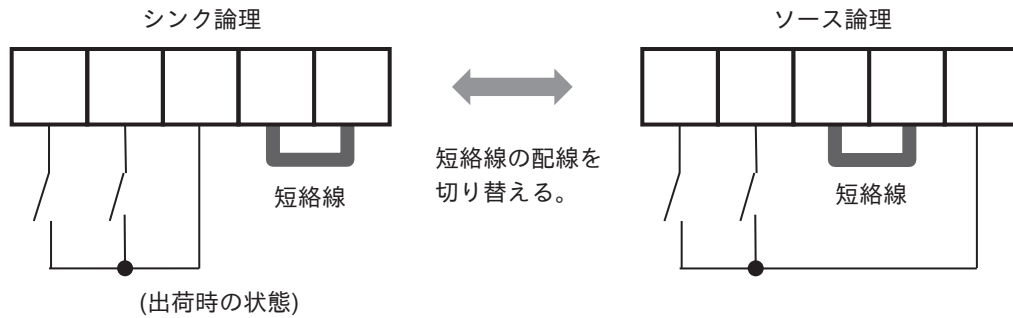 シンク論理
ソース論理
短絡線の配線を
切り替える。
短絡線
短絡線
(出荷時の状態)